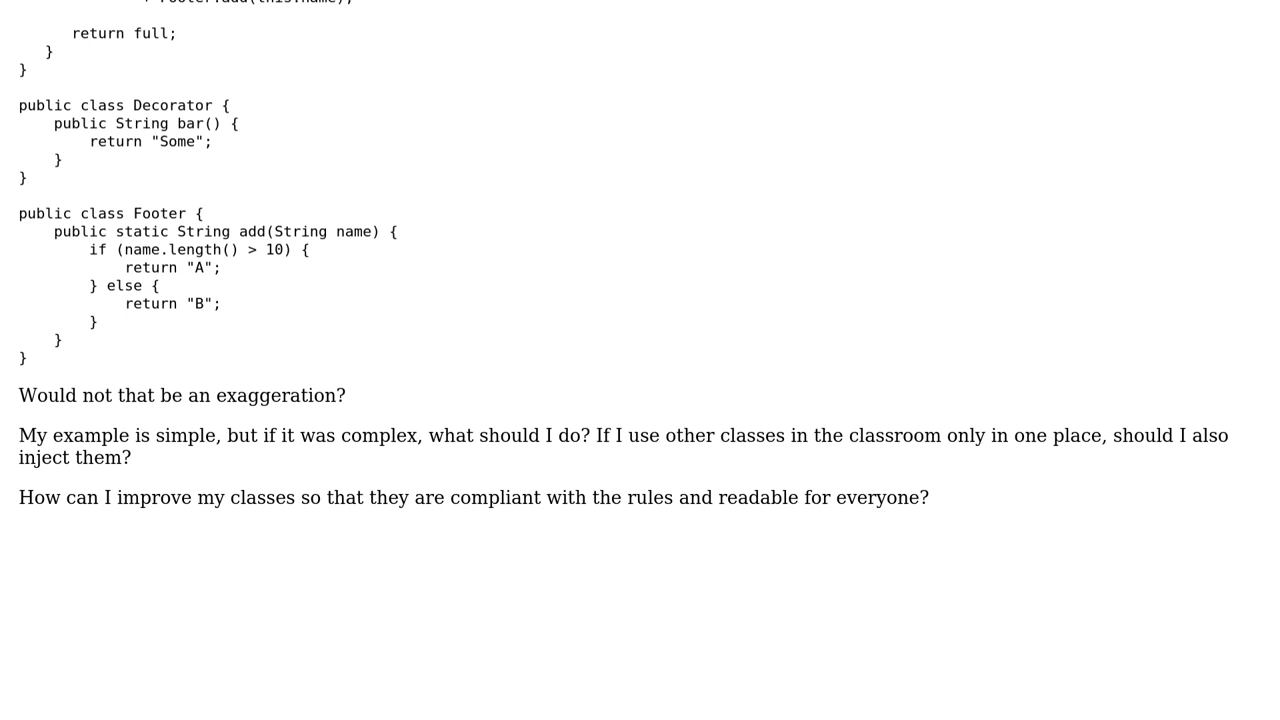 + Footer.add(this.name);
return full;
}
}
public class Decorator {
public String bar() {
return "Some";
}
}
public class Footer {
public static String add(String name) {
if (name.length() > 10) {
return "A";
} else {
return "B";
}
}
}
Would not that be an exaggeration?
My example is simple, but if it was complex, what should I do? If I use other classes in the classroom only in one place, should I also
inject them?
How can I improve my classes so that they are compliant with the rules and readable for everyone?